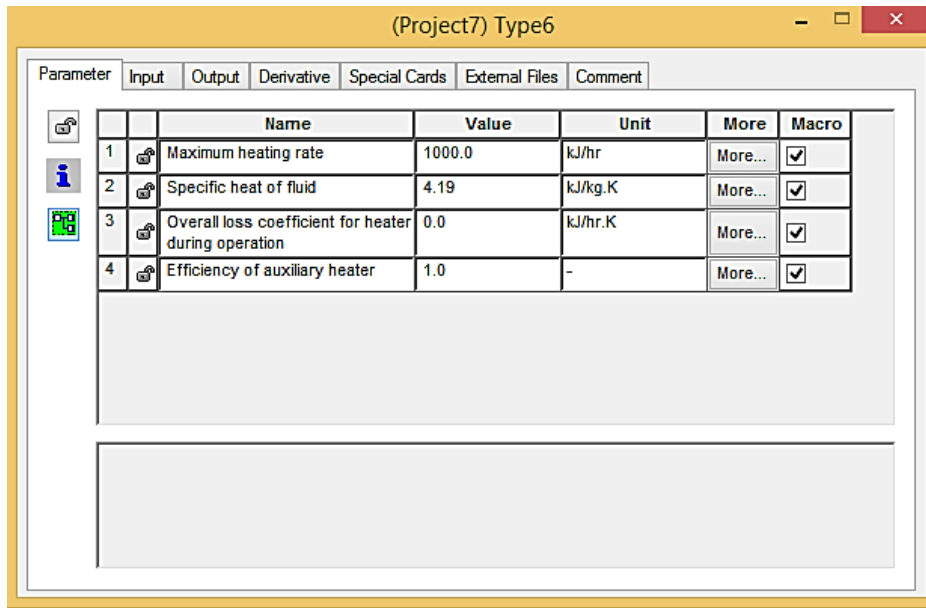 (Project7) Type6
Parameter Input Output Derivative Special Cards External Files Comment
Name Value Unit More Macro
1 Maximum heating rate 1000.0 kJ/hr More...
2 Specific heat of fluid 4.19 kJ/kg.K More...
3 Overall loss coefficient for heater 0.0 kJ/hr.K More...
during operation
4 Efficiency of auxiliary heater 1.0 - More...